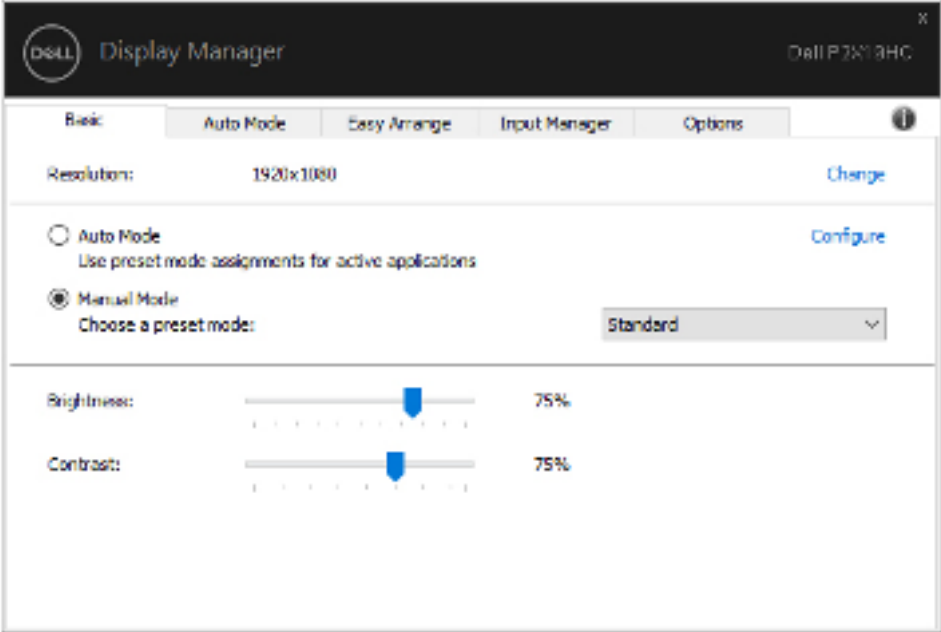 DELL Display Manager
x
Dell P2X19HC
Basic Auto Mode Easy Arrange Input Manager Options
Resolution: 1920x1080 Change
Auto Mode Configure
Use preset mode assignments for active applications
Manual Mode
Choose a preset mode: Standard
Brightness: 75%
Contrast: 75%